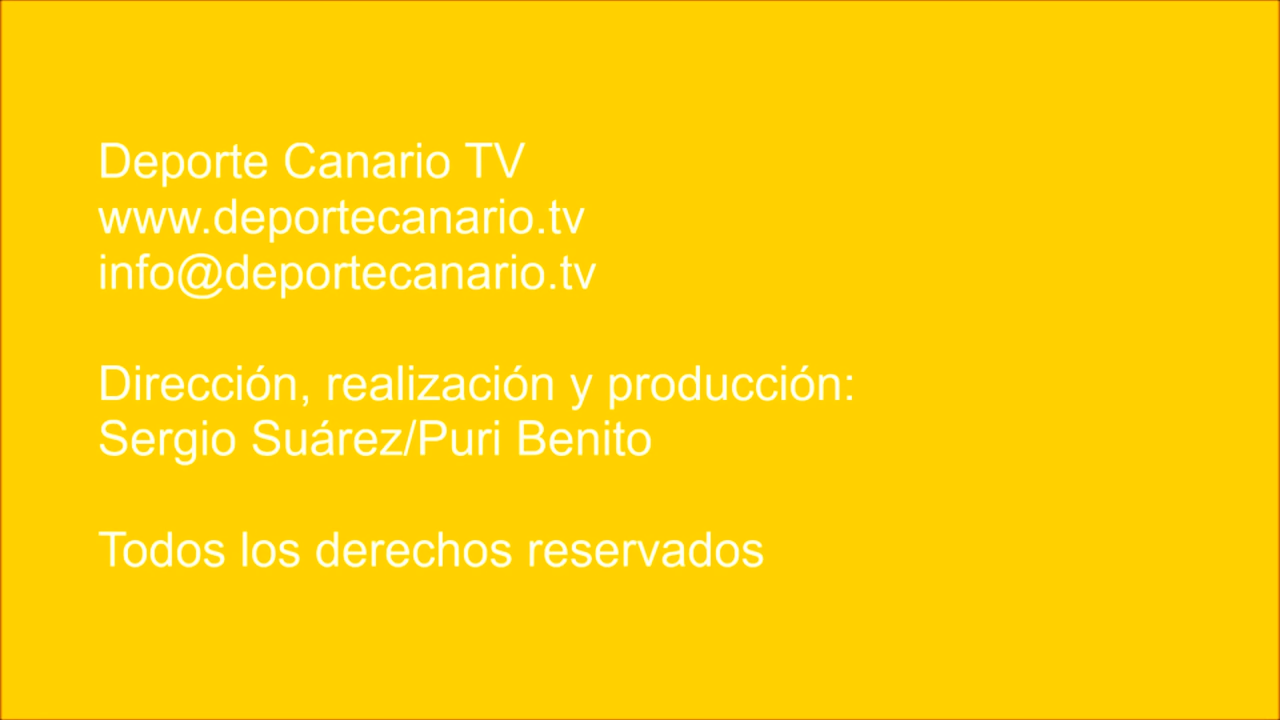 Deporte Canario TV
www.deportecanario.tv
info@deportecanario.tv
Dirección, realización y producción:
Sergio Suárez/Puri Benito
Todos los derechos reservados